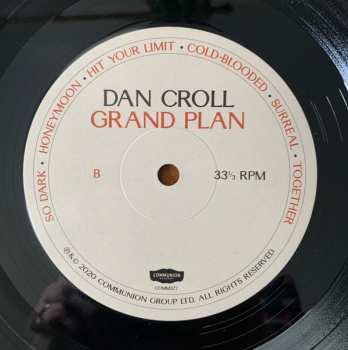 SO DARK • HONEYMOON • HIT YOUR LIMIT • COLD-BLOODED • SURREAL • TOGETHER
DAN CROLL
GRAND PLAN
B
33⅓ RPM
COMMUNION
COMM377
℗ & © 2020 COMMUNION GROUP LTD. ALL RIGHTS RESERVED.